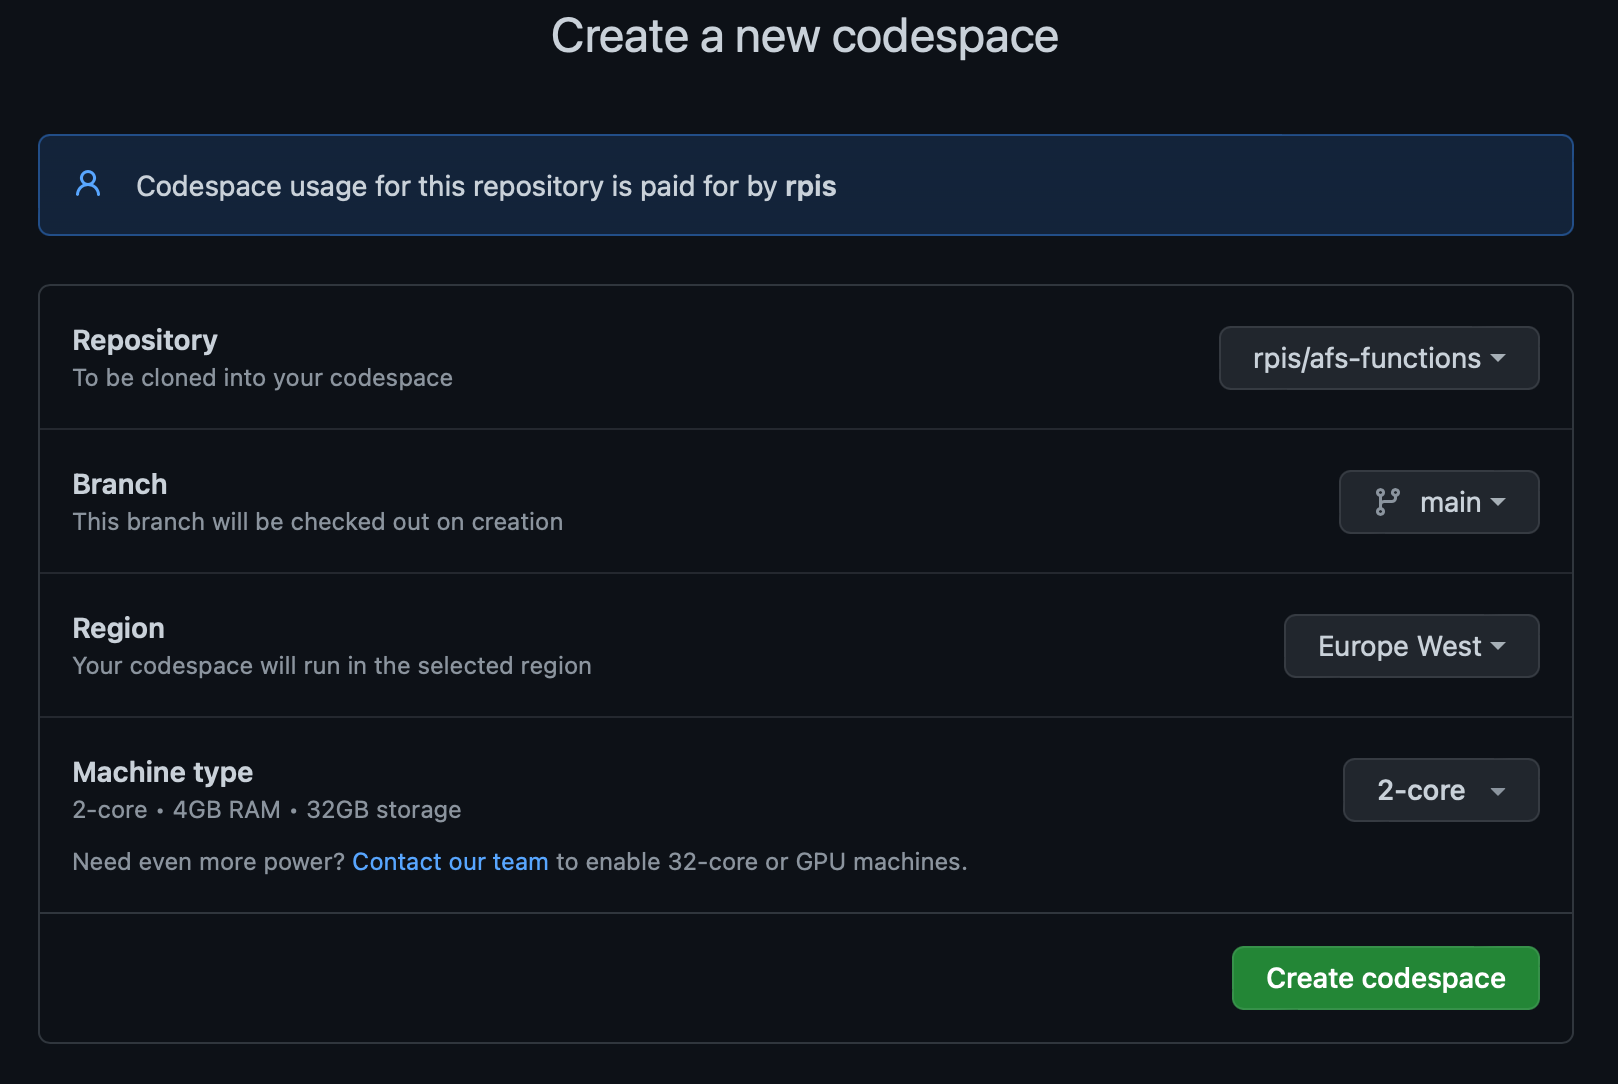 Create a new codespace
Codespace usage for this repository is paid for by rpis
Repository
To be cloned into your codespace
rpis/afs-functions
Branch
This branch will be checked out on creation
main
Region
Your codespace will run in the selected region
Europe West
Machine type
2-core • 4GB RAM • 32GB storage
2-core
Need even more power? Contact our team to enable 32-core or GPU machines.
Create codespace